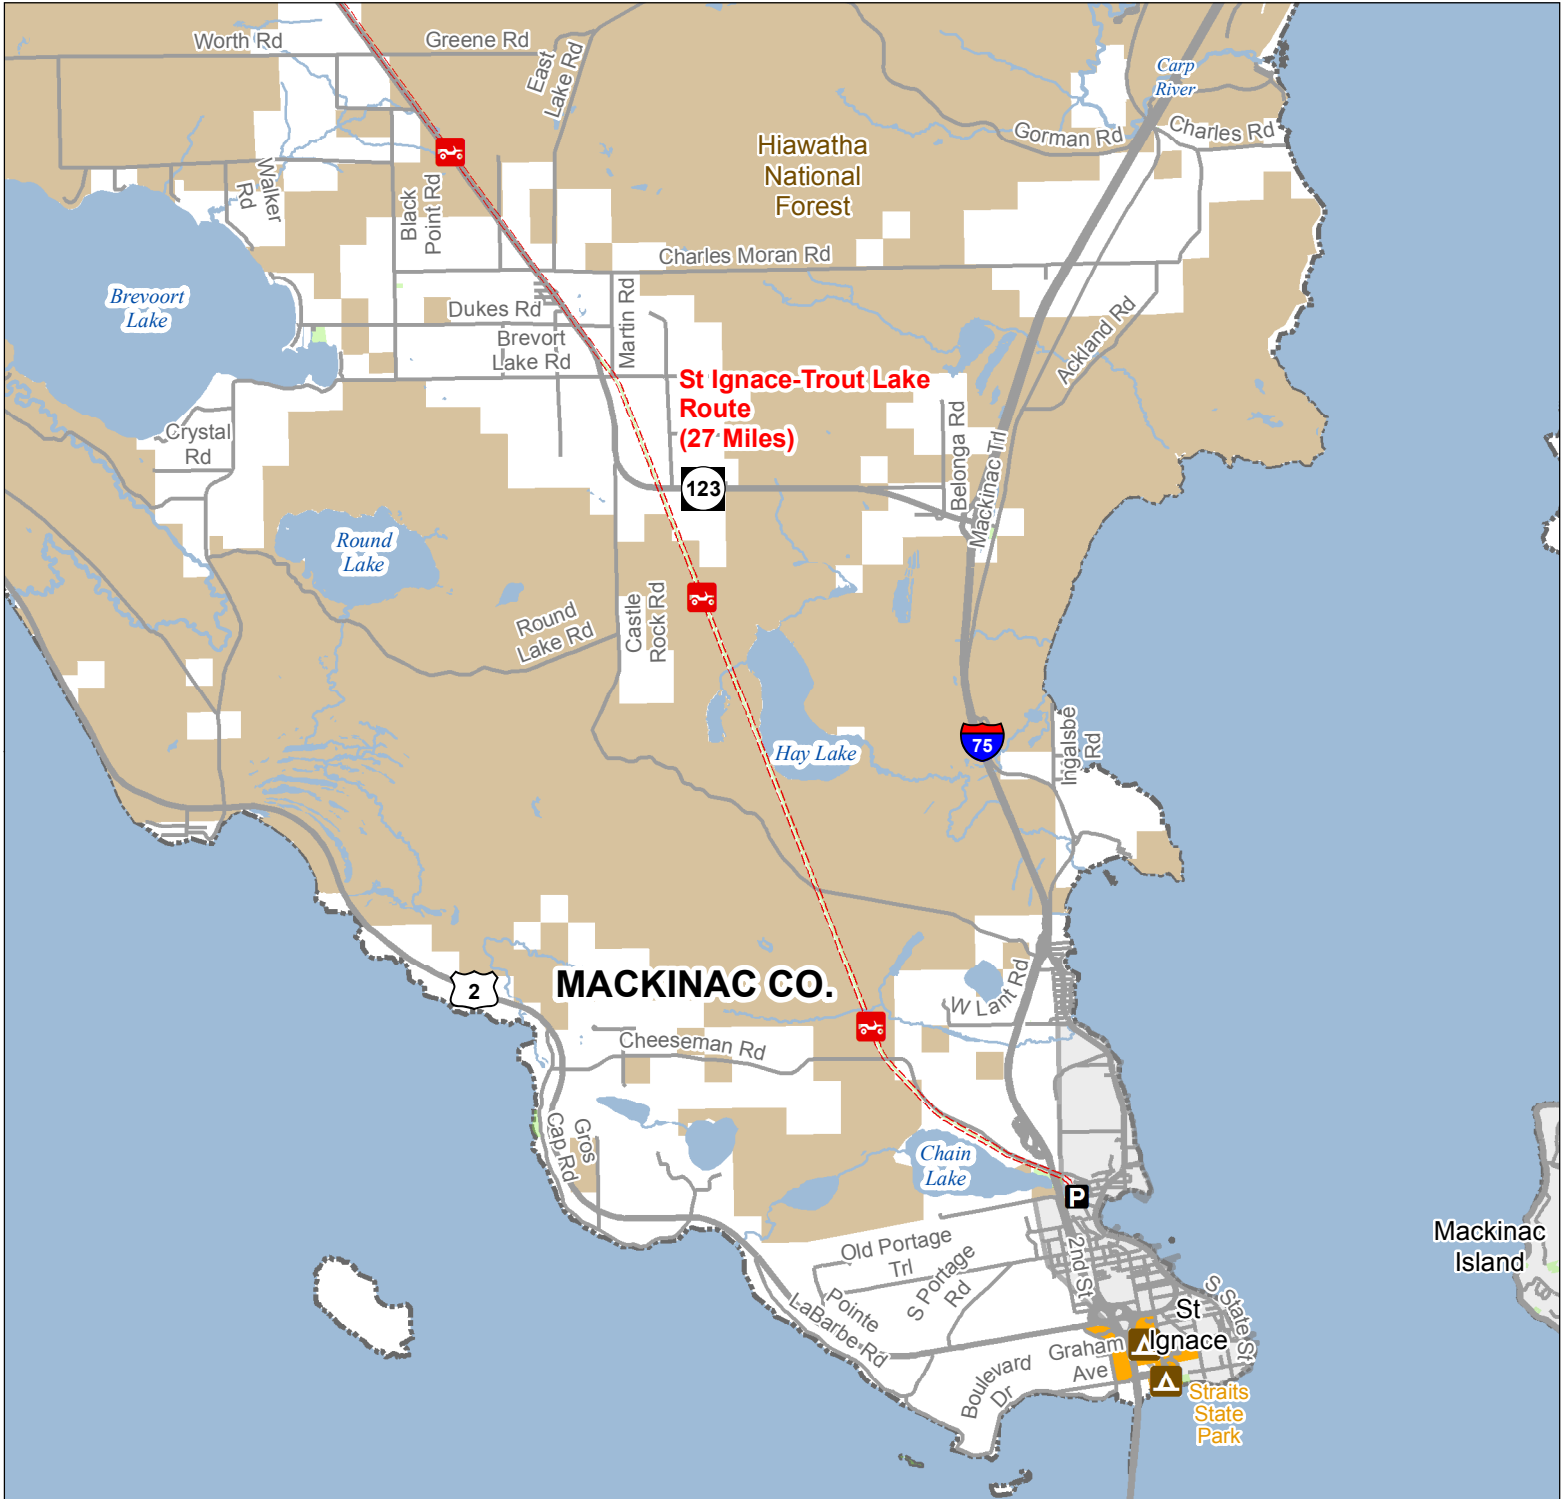 Worth Rd
Greene Rd
East
Lake Rd
Carp
River
Gorman Rd
Charles Rd
Hiawatha
National
Forest
Walker
Rd
Black
Point Rd
Charles Moran Rd
Brevoort
Lake
Dukes Rd
Martin Rd
Brevort
Lake Rd
Ackland Rd
St Ignace-Trout Lake
Route
(27 Miles)
Crystal
Rd
Belonga Rd
Mackinac Trl
123
Round
Lake
Round
Lake Rd
Castle
Rock Rd
Hay Lake
75
Ingalsbe
Rd
2
MACKINAC CO.
W Lant Rd
Cheeseman Rd
Gros
Cap Rd
Chain
Lake
P
Old Portage
Trl
S Portage
Rd
2nd St
Mackinac
Island
Pointe
LaBarbe Rd
S State St
St
Ignace
Graham
Ave
Boulevard
Dr
Straits
State
Park